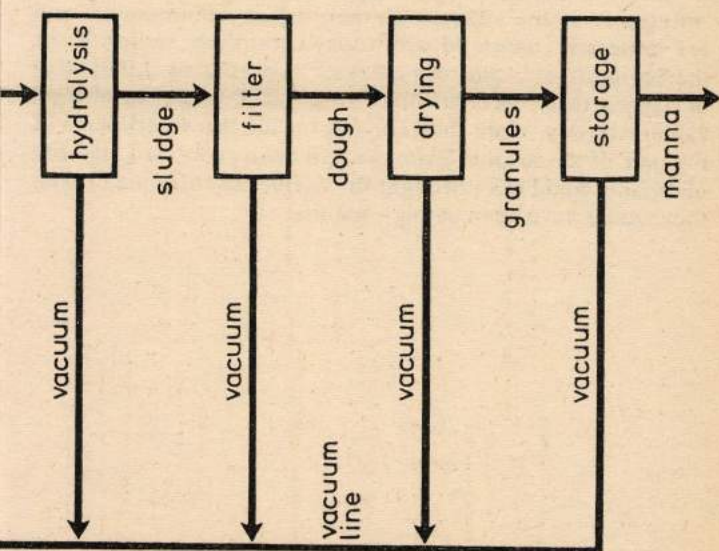 hydrolysis
sludge
filter
dough
drying
granules
storage
manna
vacuum
vacuum
vacuum
vacuum
vacuum
line